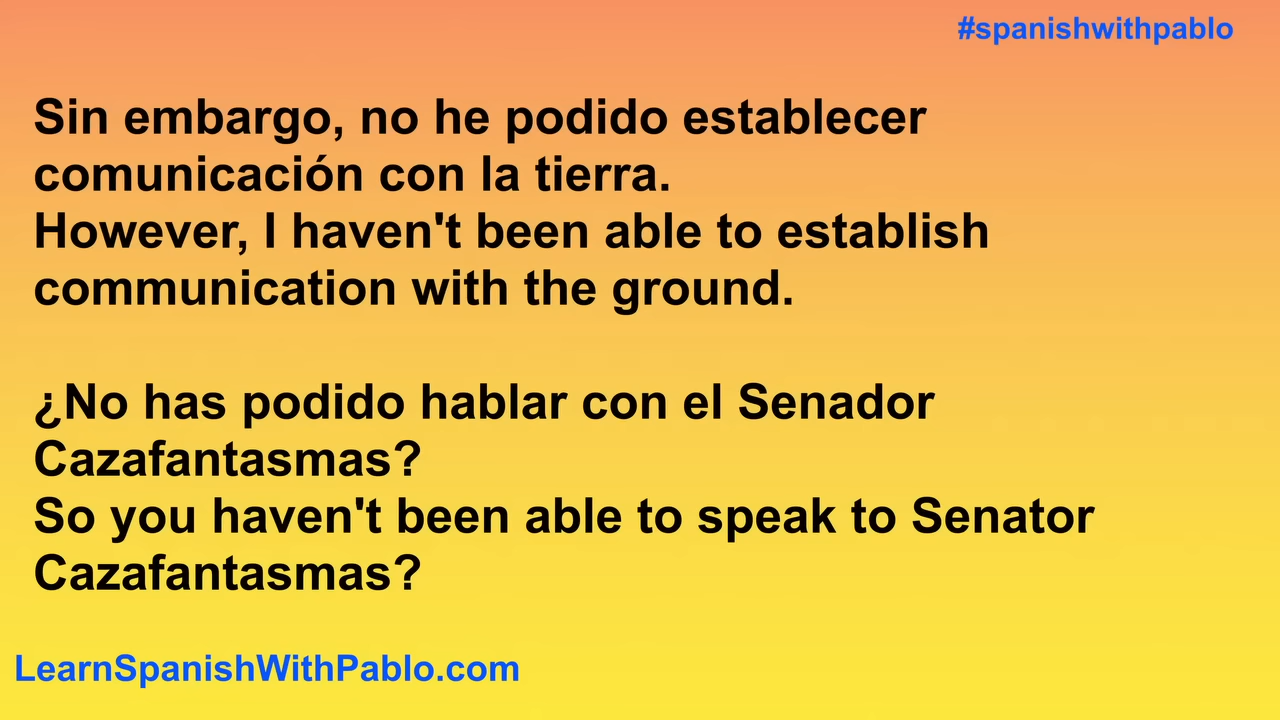 #spanishwithpablo
Sin embargo, no he podido establecer
comunicación con la tierra.
However, I haven't been able to establish
communication with the ground.
¿No has podido hablar con el Senador
Cazafantasmas?
So you haven't been able to speak to Senator
Cazafantasmas?
LearnSpanishWithPablo.com